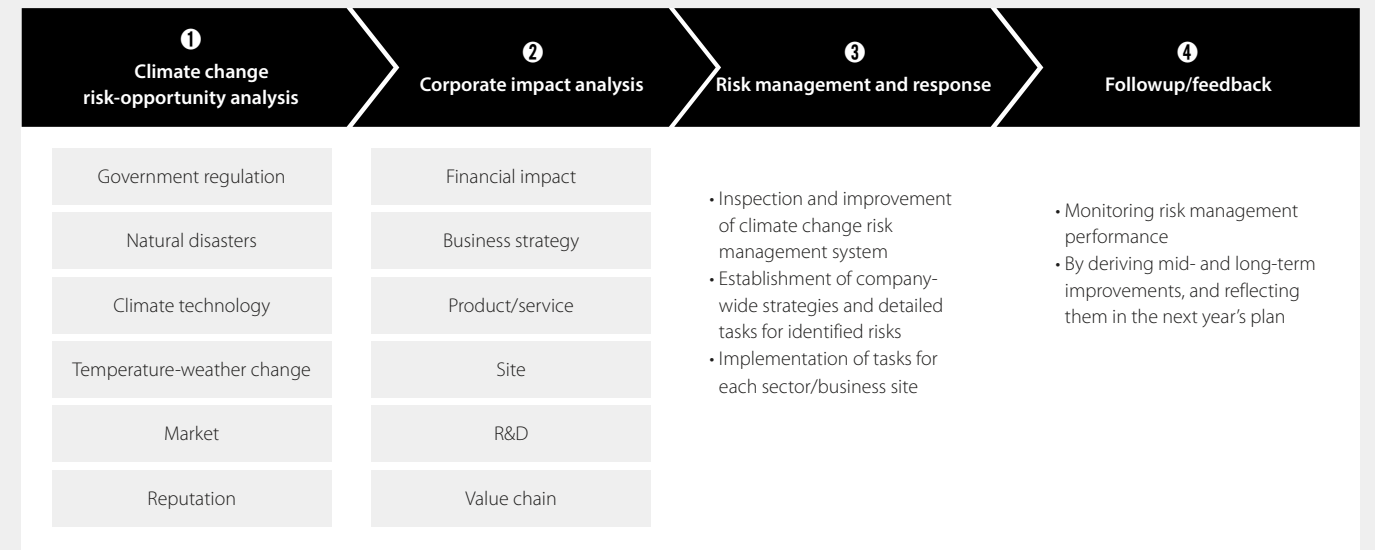 ❶
Climate change
risk-opportunity analysis
Government regulation
Natural disasters
Climate technology
Temperature-weather change
Market
Reputation
❷
Corporate impact analysis
Financial impact
Business strategy
Product/service
Site
R&D
Value chain
❸
Risk management and response
• Inspection and improvement
of climate change risk
management system
• Establishment of company-
wide strategies and detailed
tasks for identified risks
• Implementation of tasks for
each sector/business site
❹
Followup/feedback
• Monitoring risk management
performance
• By deriving mid- and long-term
improvements, and reflecting
them in the next year’s plan